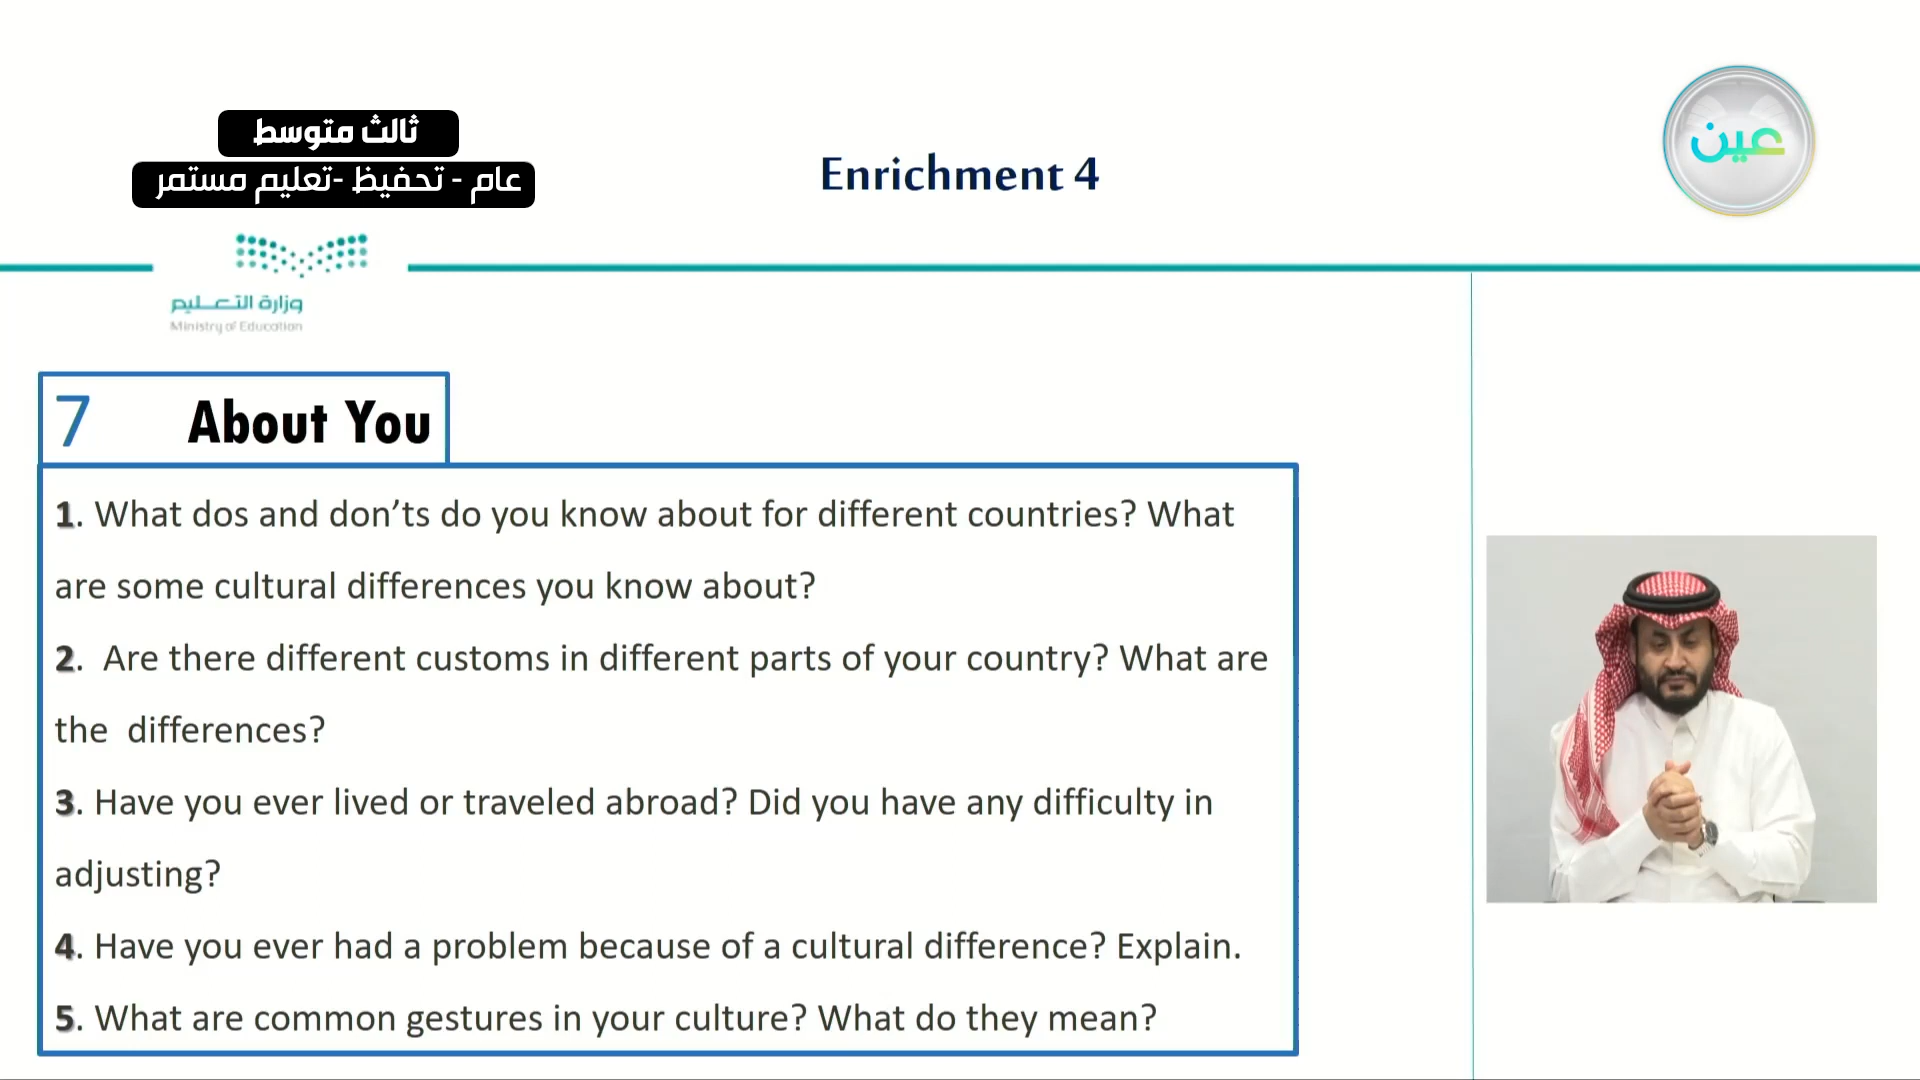 ثالث متوسط
عام - تحفيظ -تعليم مستمر
Enrichment 4
عين
وزارة التعليم
Ministry of Education
7 About You
1. What dos and don’ts do you know about for different countries? What
are some cultural differences you know about?
2. Are there different customs in different parts of your country? What are
the differences?
3. Have you ever lived or traveled abroad? Did you have any difficulty in
adjusting?
4. Have you ever had a problem because of a cultural difference? Explain.
5. What are common gestures in your culture? What do they mean?